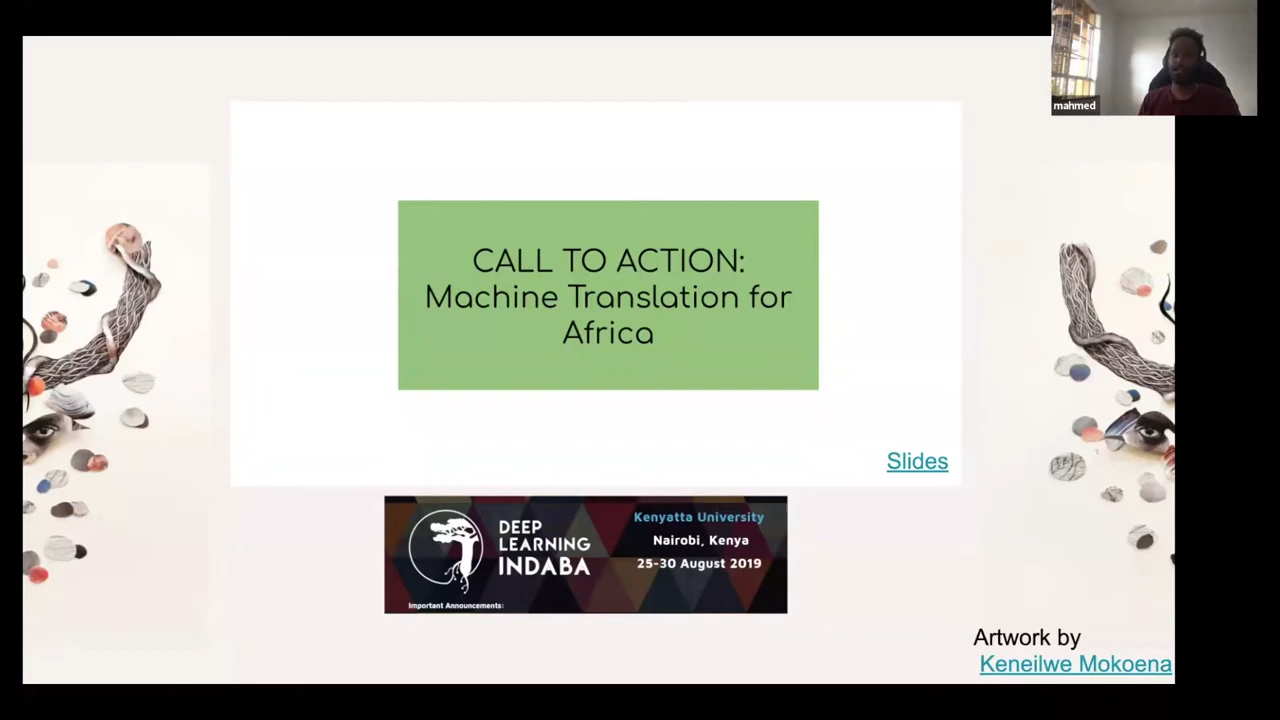 mahmed
CALL TO ACTION:
Machine Translation for
Africa
Slides
DEEP
LEARNING
INDABA
Kenyatta University
Nairobi, Kenya
25-30 August 2019
Important Announcements:
Artwork by
Keneilwe Mokoena